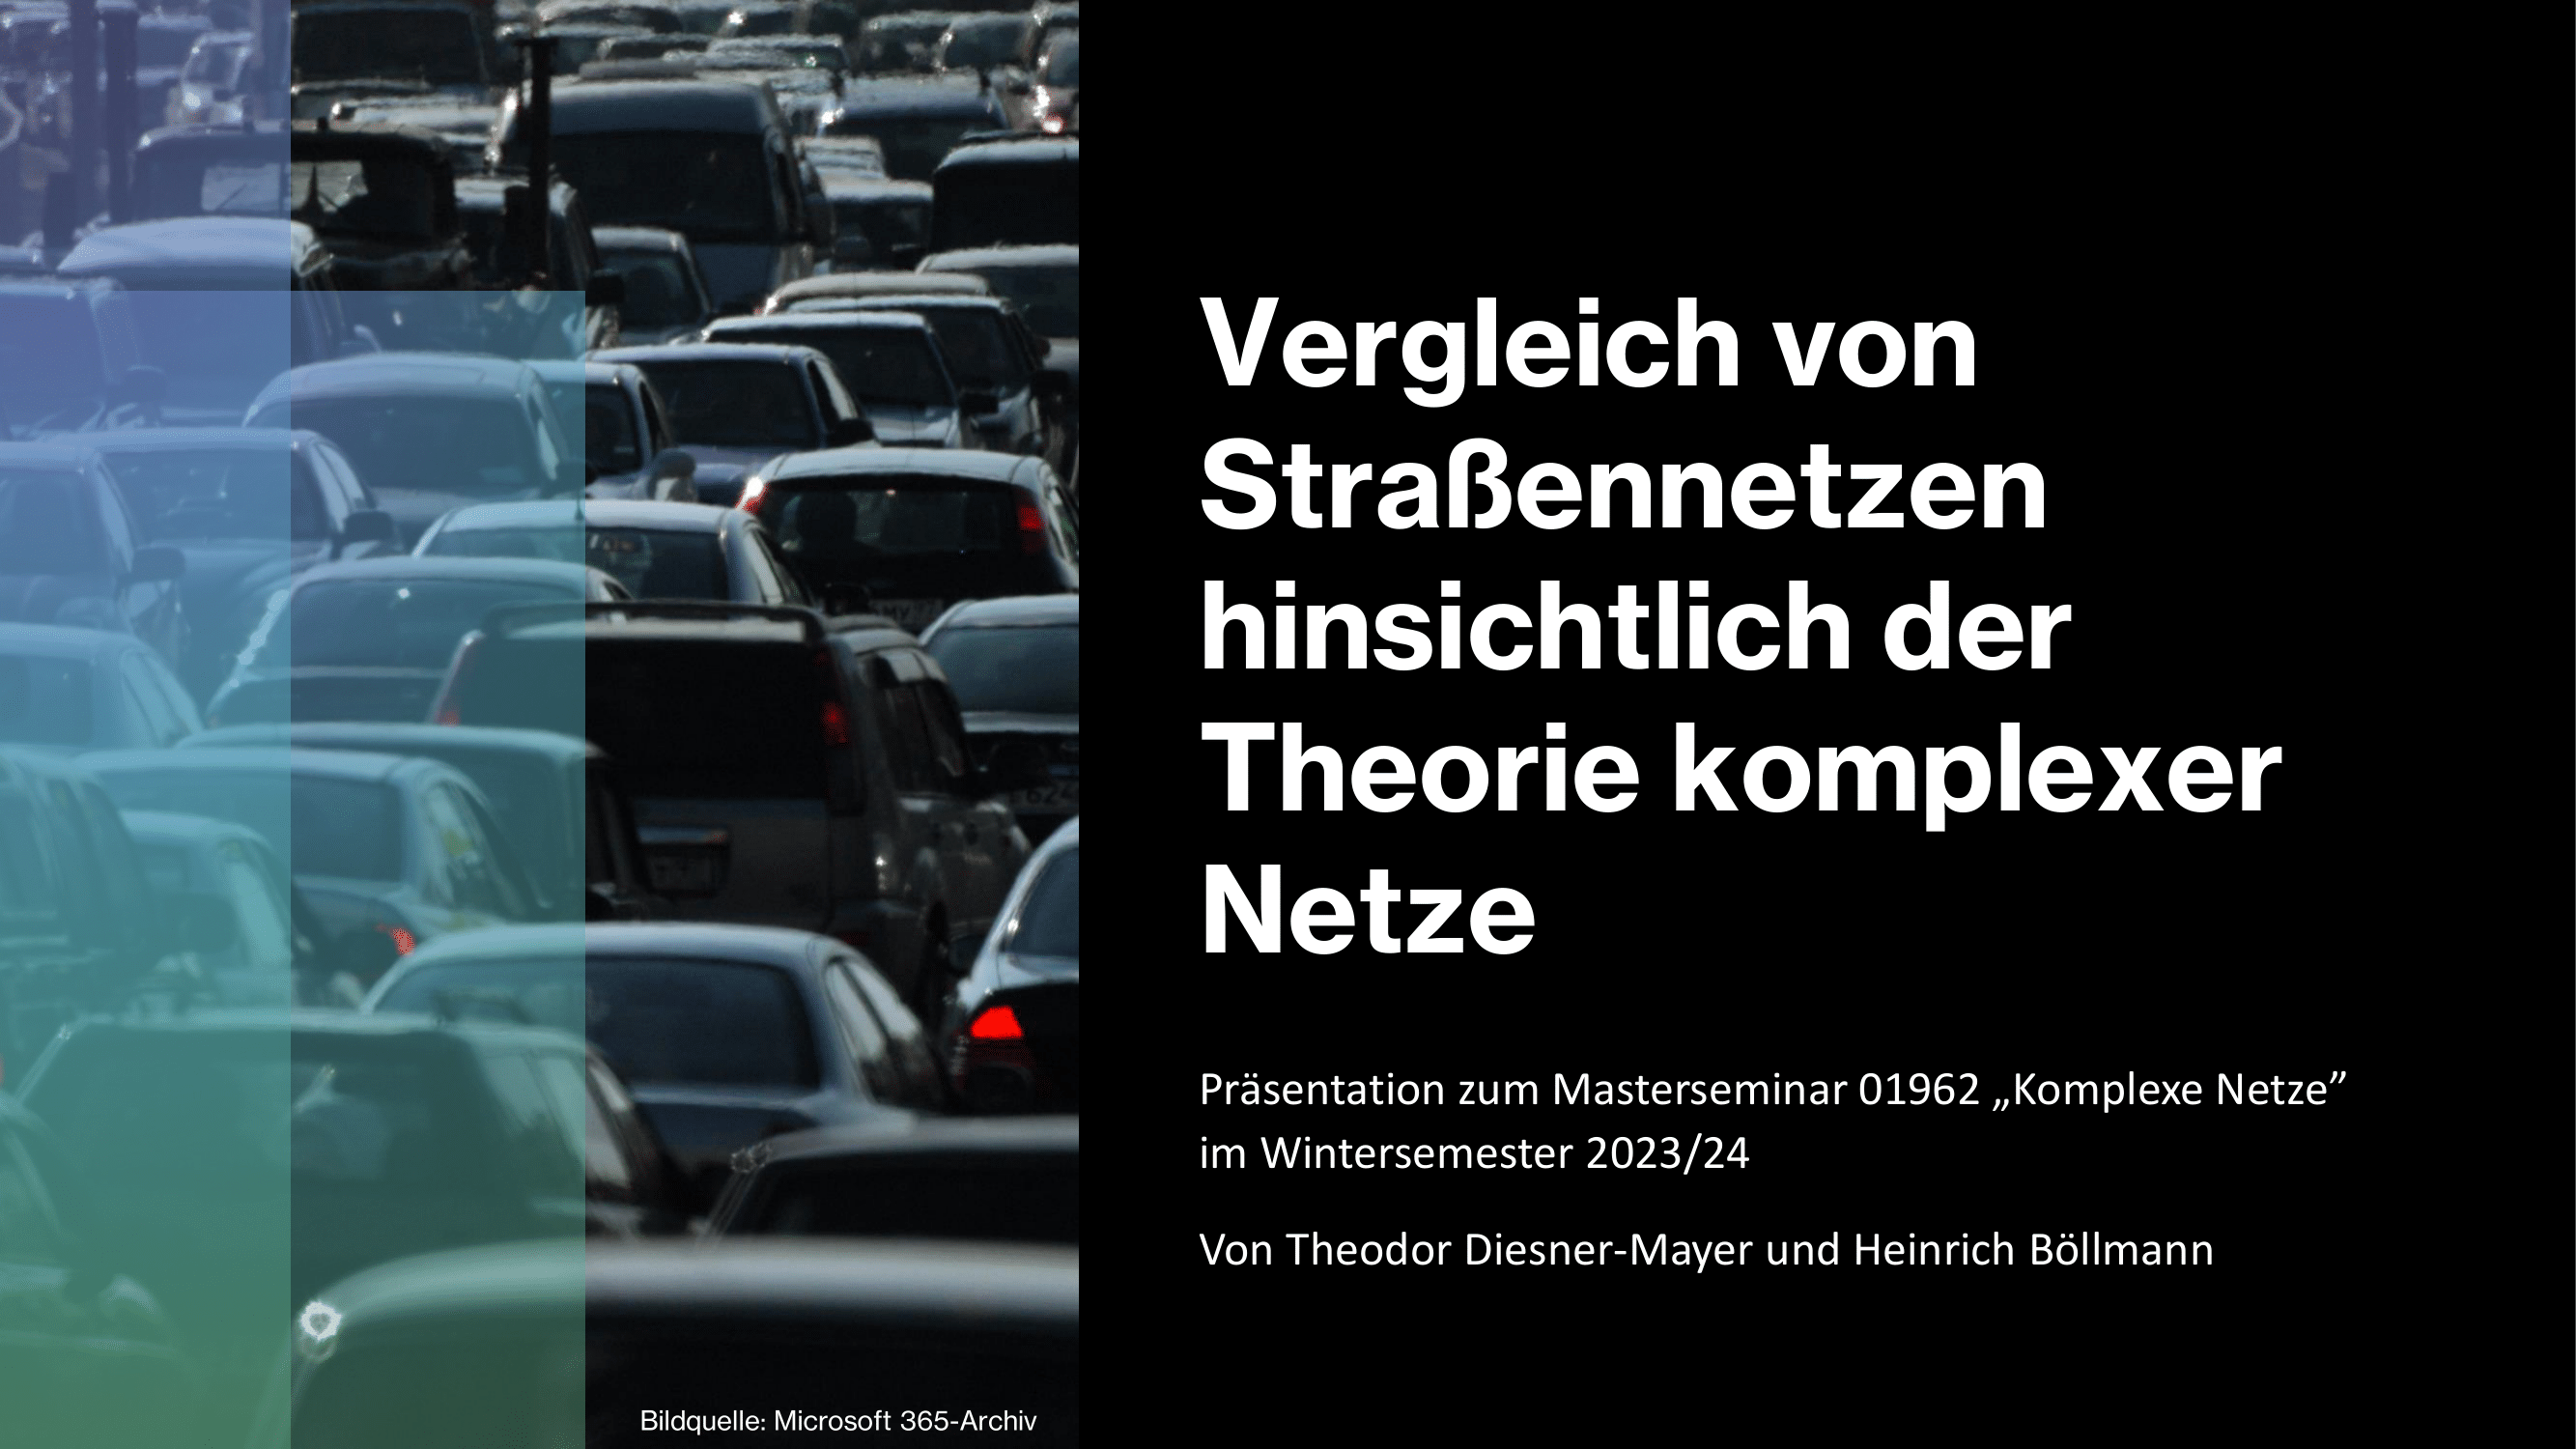 Vergleich von
Straßennetzen
hinsichtlich der
Theorie komplexer
Netze
Präsentation zum Masterseminar 01962 „Komplexe Netze”
im Wintersemester 2023/24
Von Theodor Diesner-Mayer und Heinrich Böllmann
Bildquelle: Microsoft 365-Archiv